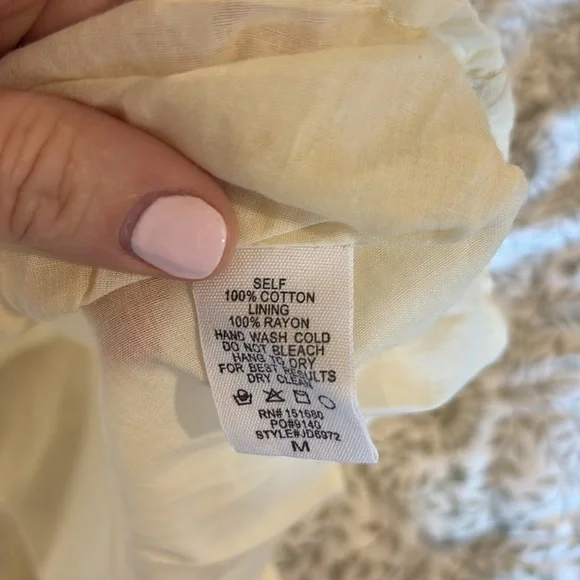 SELF
100% COTTON
LINING
100% RAYON
HAND WASH COLD
DO NOT BLEACH
HANG TO DRY
FOR BEST RESULTS
DRY CLEAN
RN# 151680
PO#9140
STYLE#JD6972
M